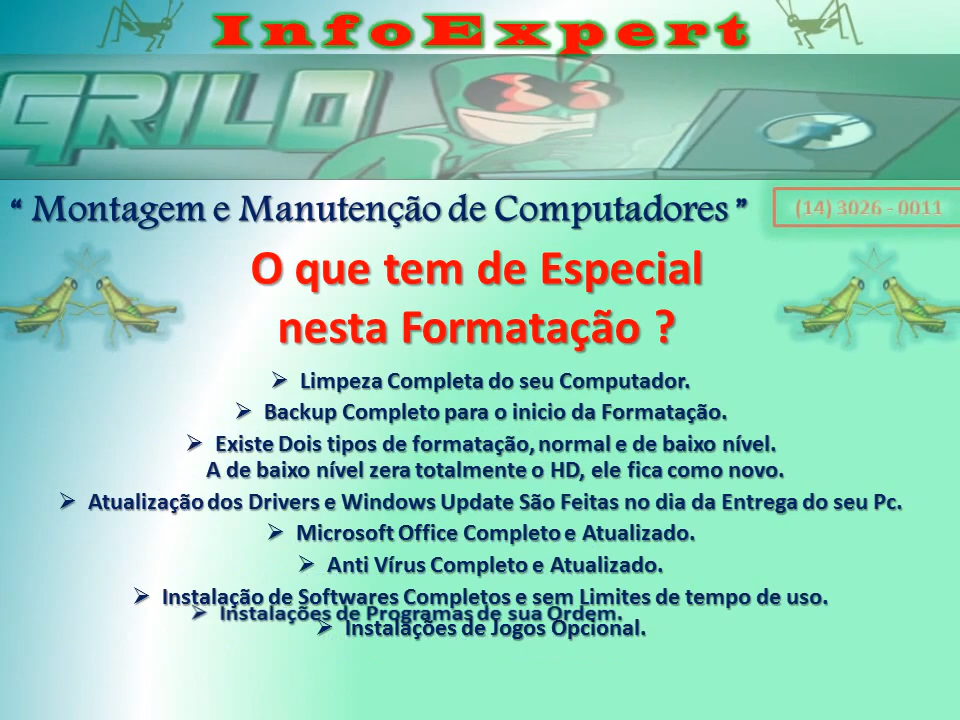 InfoExpert
GRILO
“ Montagem e Manutenção de Computadores ”
(14) 3026 - 0011
O que tem de Especial
nesta Formatação ?
➢ Limpeza Completa do seu Computador.
➢ Backup Completo para o inicio da Formatação.
➢ Existe Dois tipos de formatação, normal e de baixo nível.
A de baixo nível zera totalmente o HD, ele fica como novo.
➢ Atualização dos Drivers e Windows Update São Feitas no dia da Entrega do seu Pc.
➢ Microsoft Office Completo e Atualizado.
➢ Anti Vírus Completo e Atualizado.
➢ Instalação de Softwares Completos e sem Limites de tempo de uso.
➢ Instalações de Programas de sua Ordem.
➢ Instalações de Jogos Opcional.